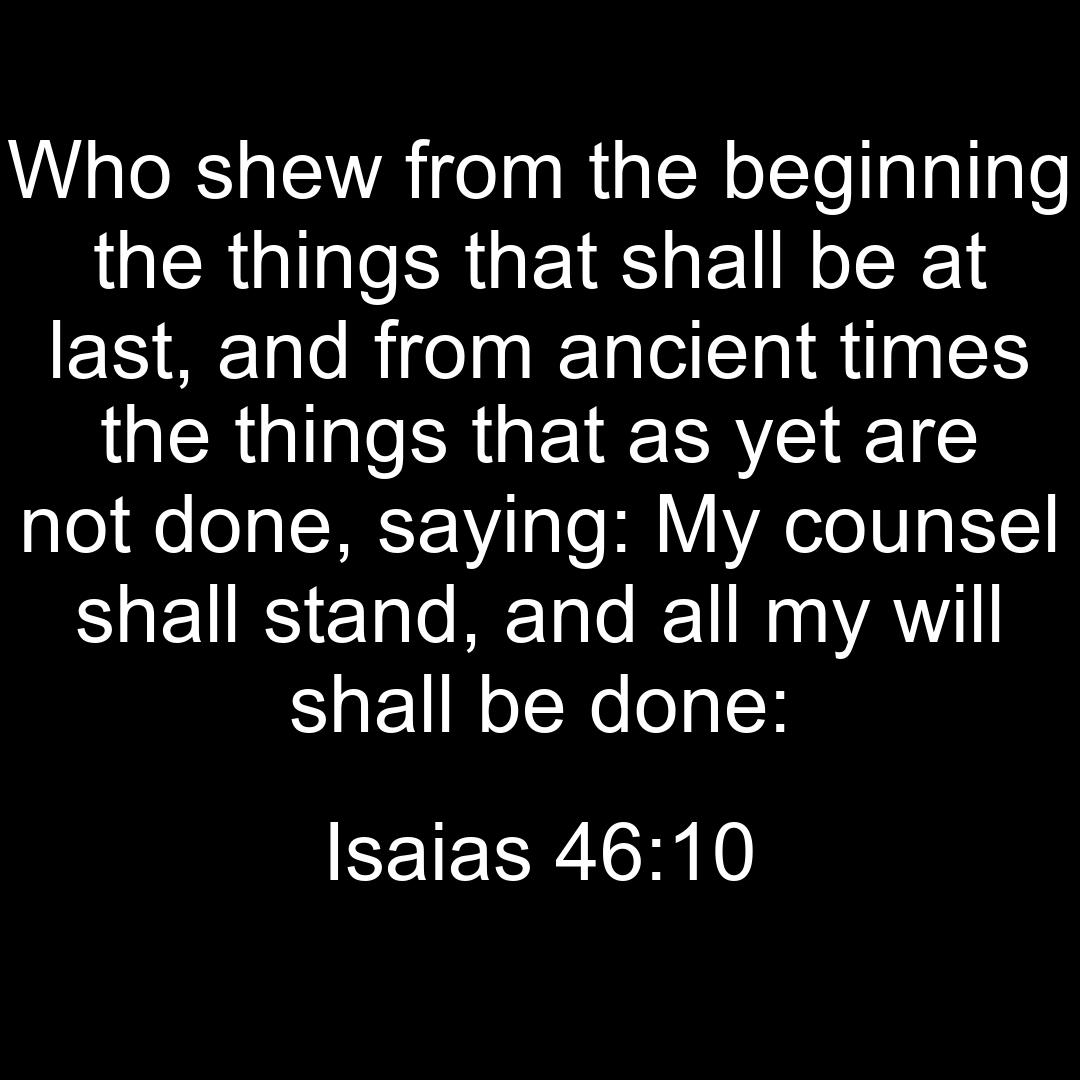 Who shew from the beginning
the things that shall be at
last, and from ancient times
the things that as yet are
not done, saying: My counsel
shall stand, and all my will
shall be done:
Isaias 46:10